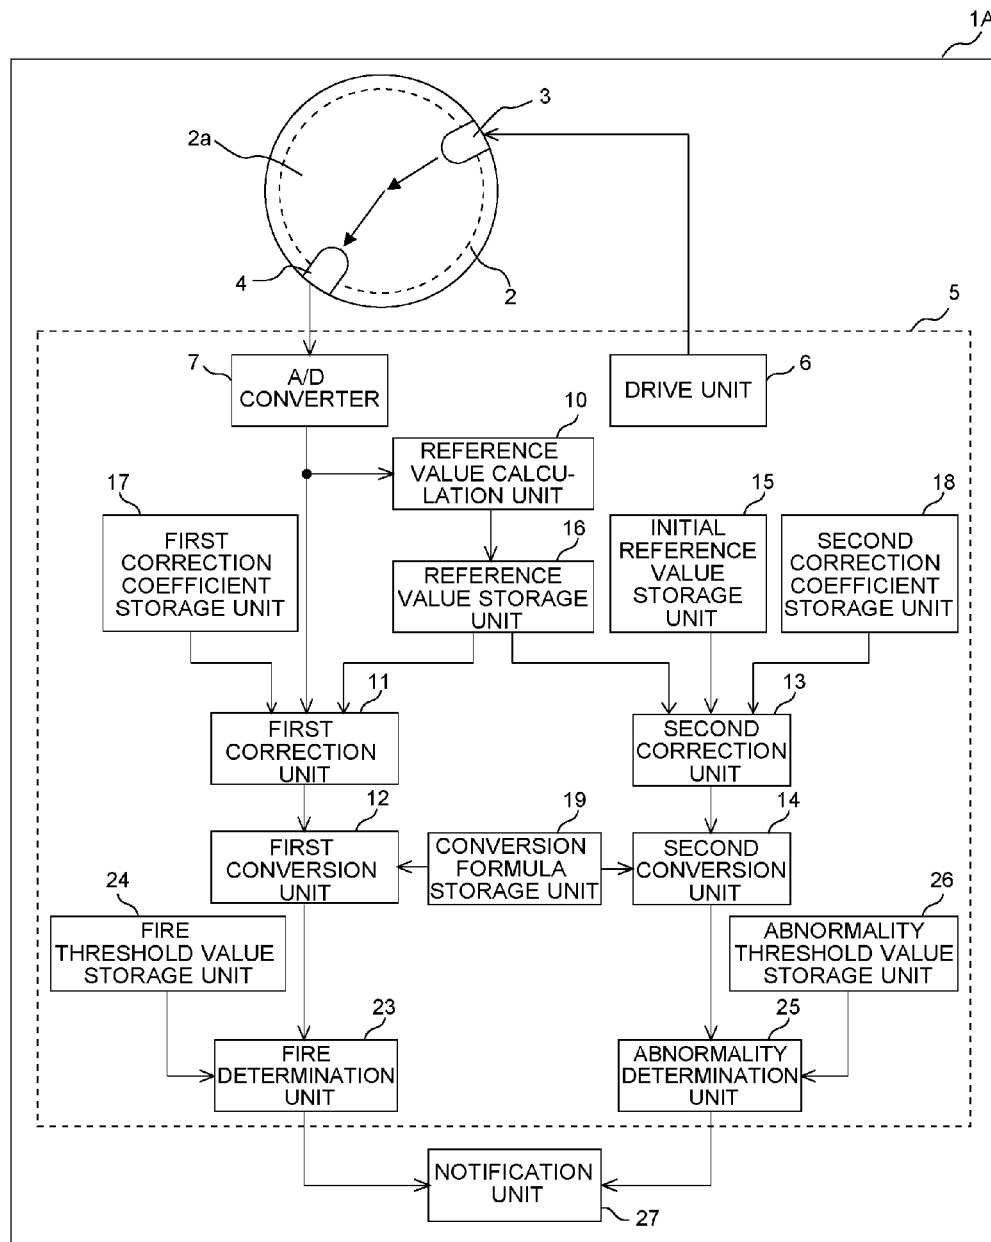 1A
3
2a
4
2
5
7
A/D
CONVERTER
6
DRIVE UNIT
10
REFERENCE
VALUE CALCU-
LATION UNIT
17
FIRST
CORRECTION
COEFFICIENT
STORAGE UNIT
16
REFERENCE
VALUE STORAGE
UNIT
15
INITIAL
REFERENCE
VALUE
STORAGE
UNIT
18
SECOND
CORRECTION
COEFFICIENT
STORAGE UNIT
11
FIRST
CORRECTION
UNIT
13
SECOND
CORRECTION
UNIT
12
FIRST
CONVERSION
UNIT
19
CONVERSION
FORMULA
STORAGE UNIT
14
SECOND
CONVERSION
UNIT
24
FIRE
THRESHOLD VALUE
STORAGE UNIT
26
ABNORMALITY
THRESHOLD VALUE
STORAGE UNIT
23
FIRE
DETERMINATION
UNIT
25
ABNORMALITY
DETERMINATION
UNIT
NOTIFICATION
UNIT
27